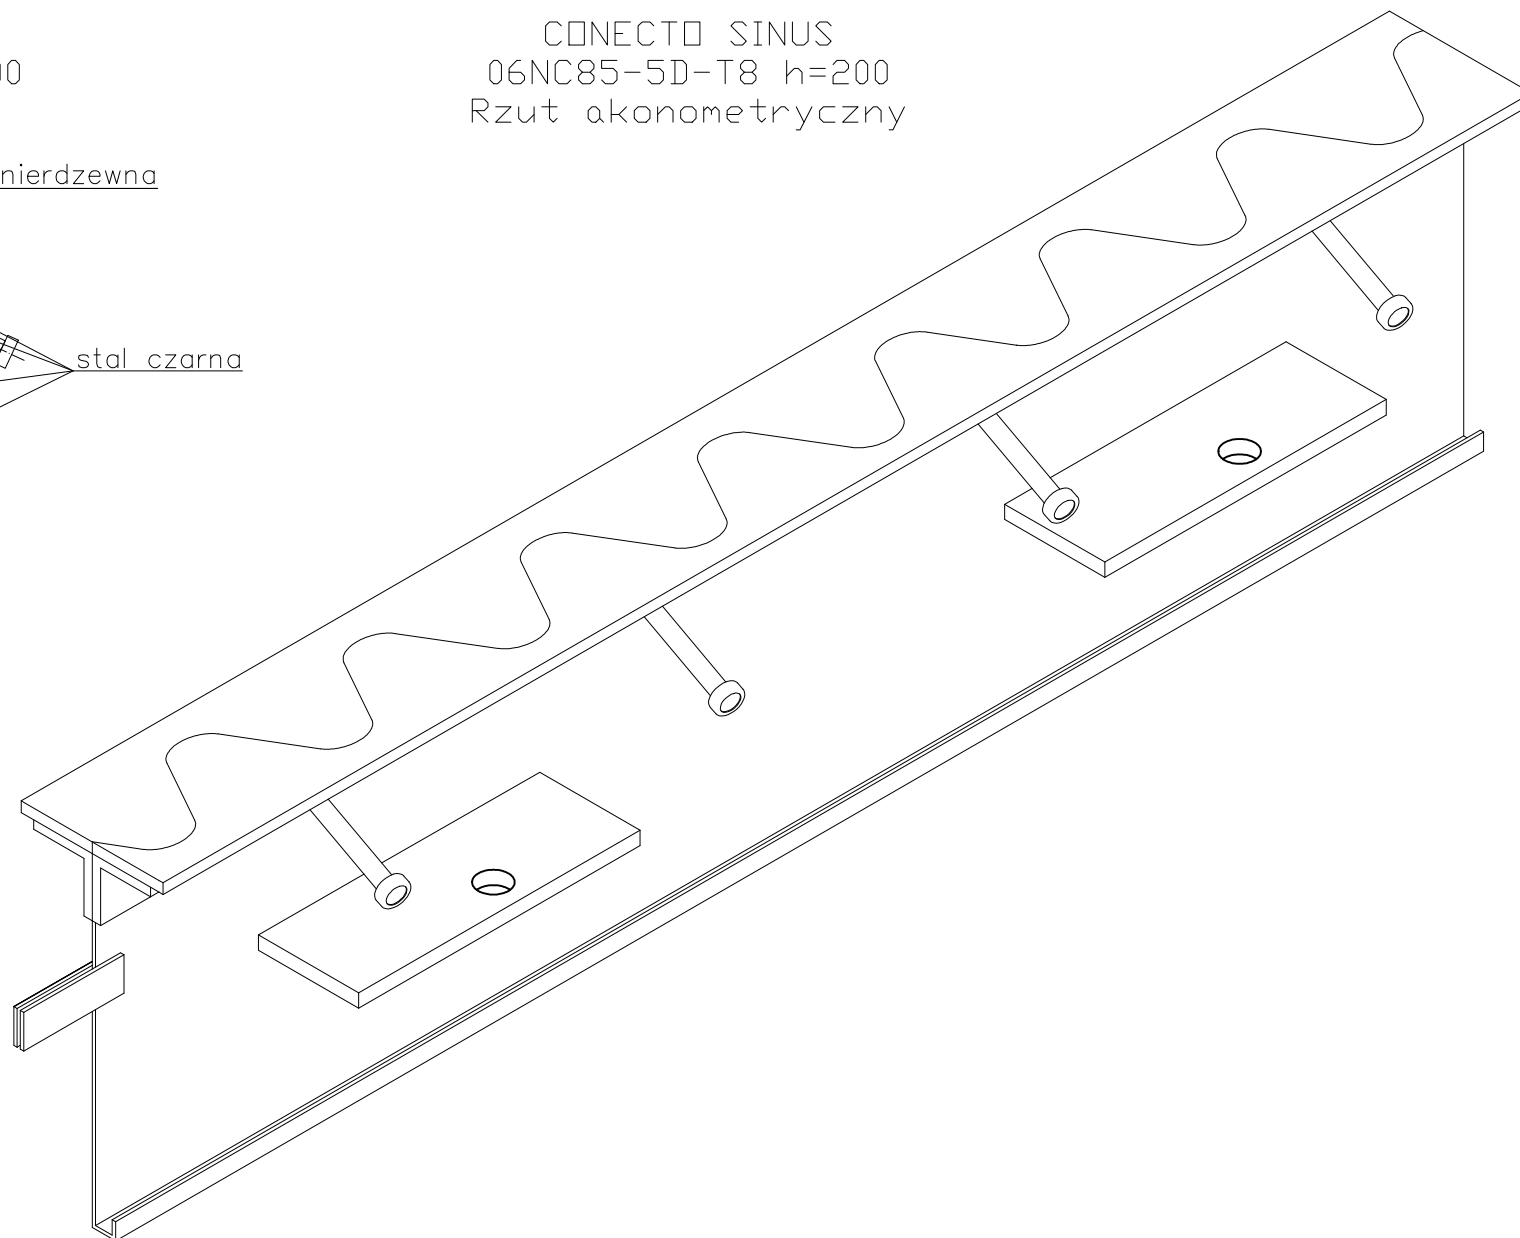 CONECTO SINUS
06NC85-5D-T8 h=200
Rzut akonometryczny
nierdzewna
stal czarna